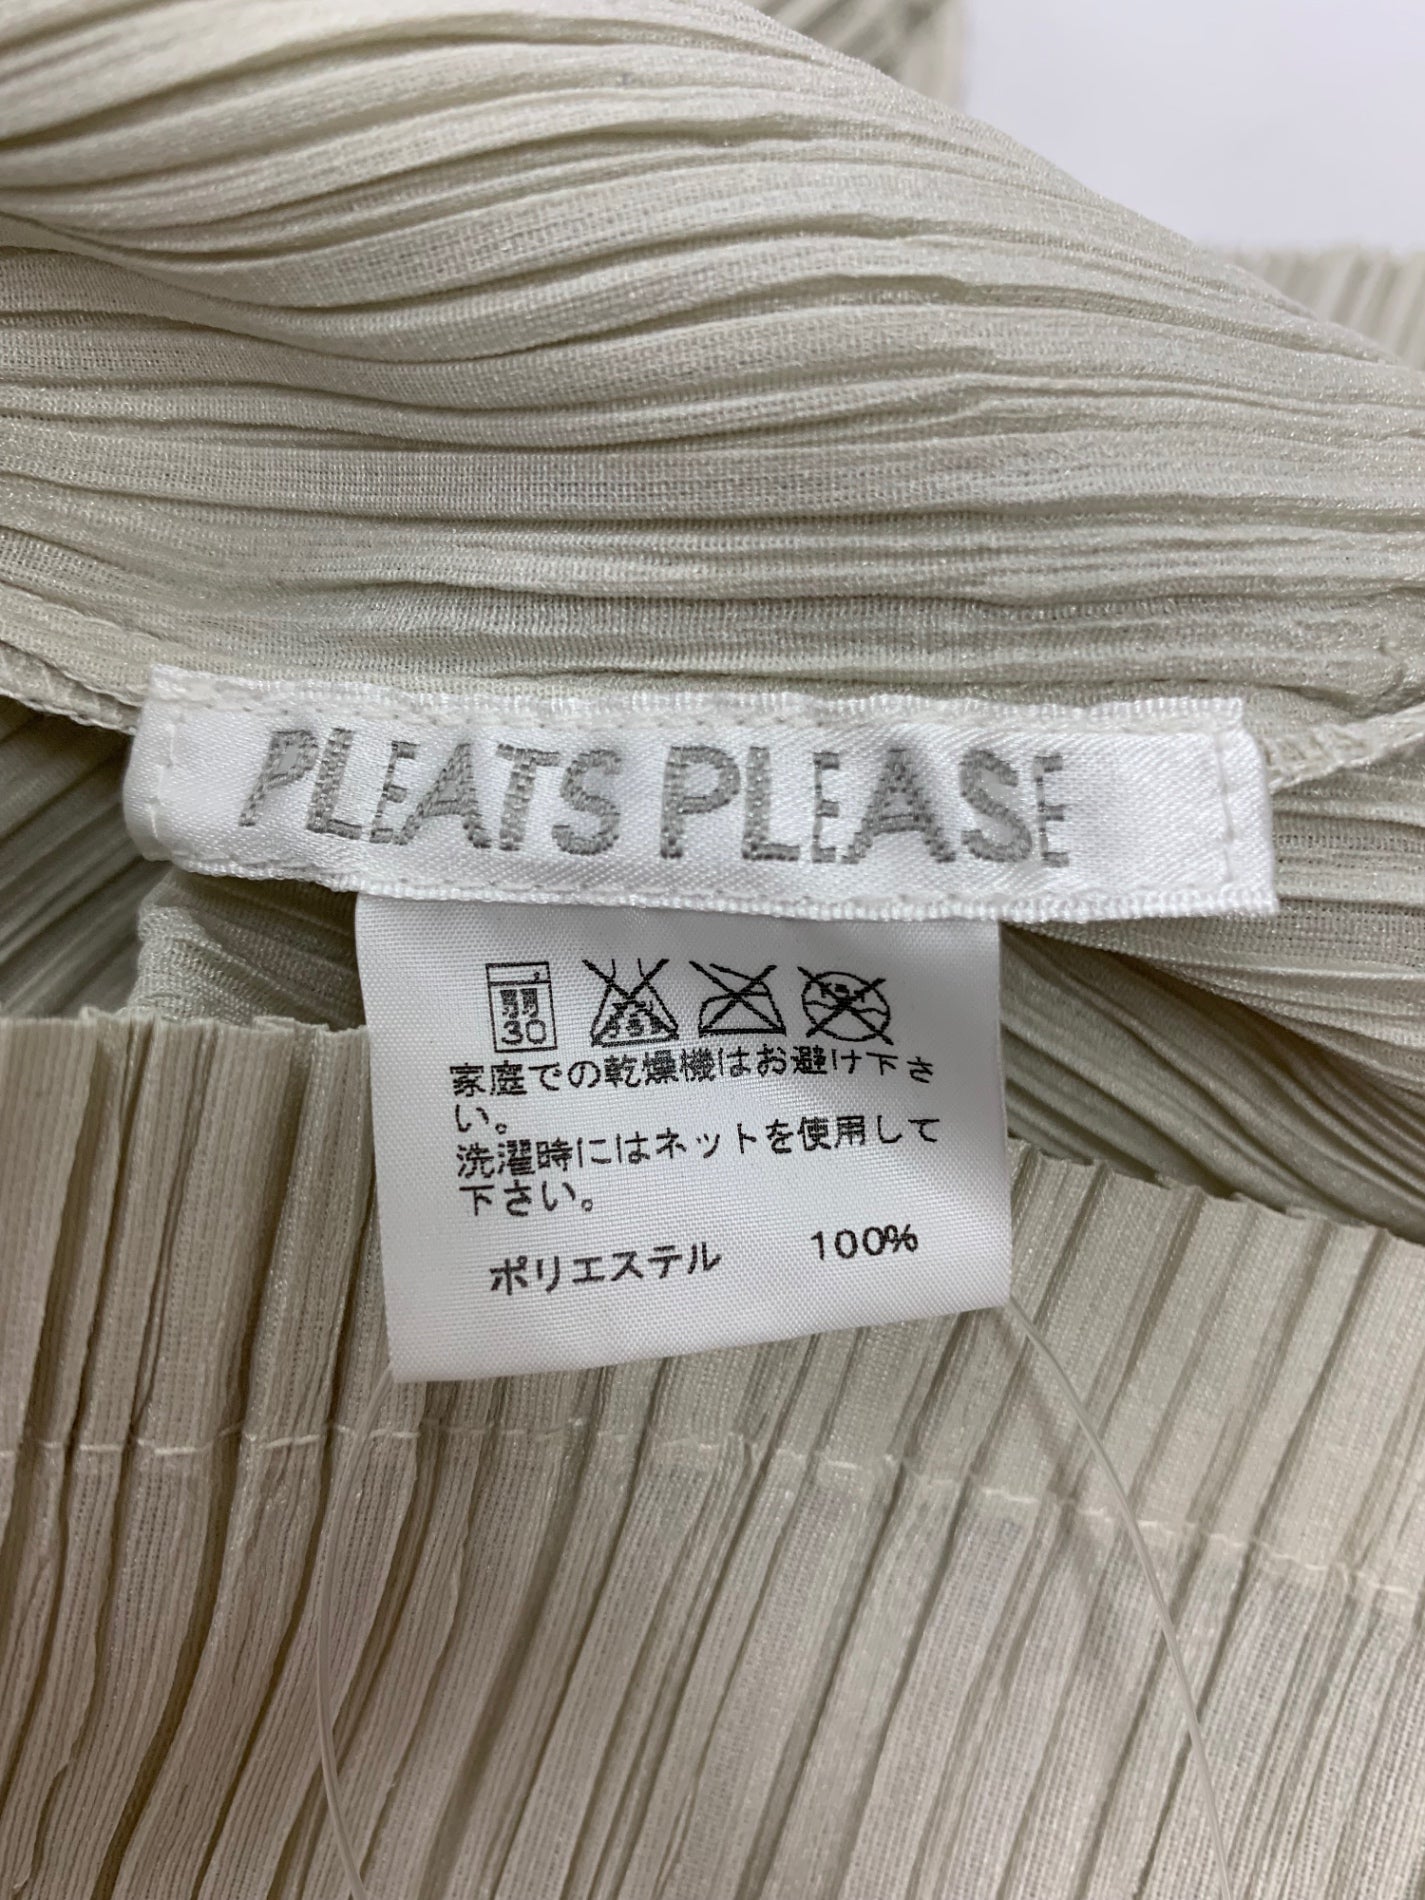 PLEATS PLEASE
弱
30
家庭での乾燥機はお避け下さ
い。
洗濯時にはネットを使用して
下さい。
ポリエステル 100%